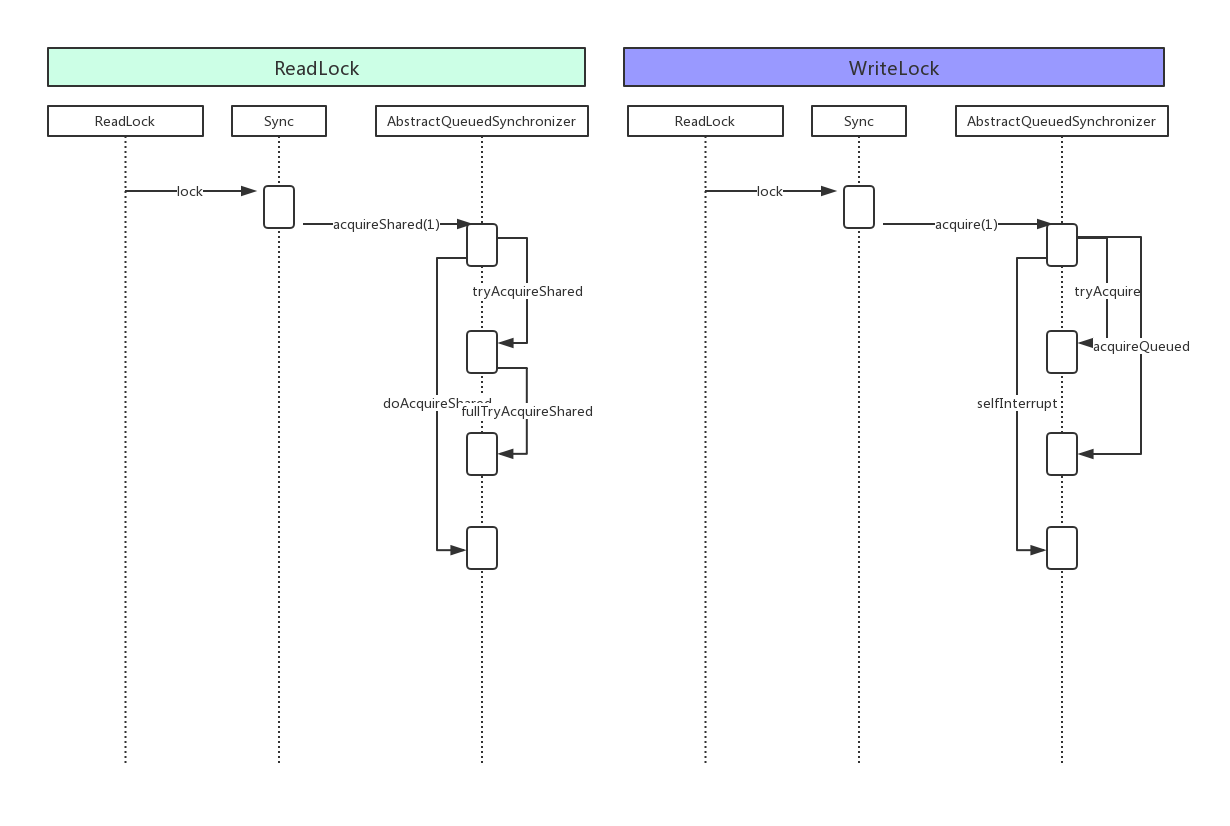 ReadLock
WriteLock
ReadLock
Sync
AbstractQueuedSynchronizer
ReadLock
Sync
AbstractQueuedSynchronizer
lock
acquireShared(1)
tryAcquireShared
doAcquireShared
fullTryAcquireShared
lock
acquire(1)
tryAcquire
acquireQueued
selfInterrupt